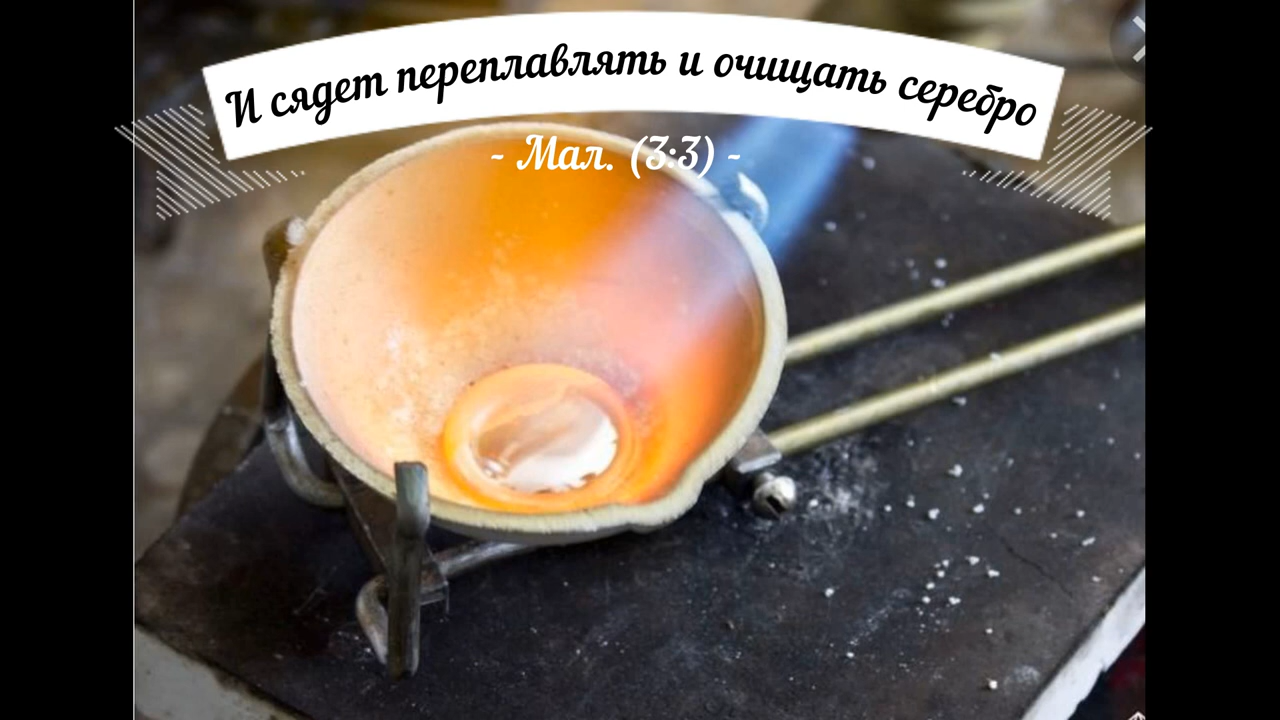 И сядет переплавлять и очищать серебро
- Мал. (3:3) -